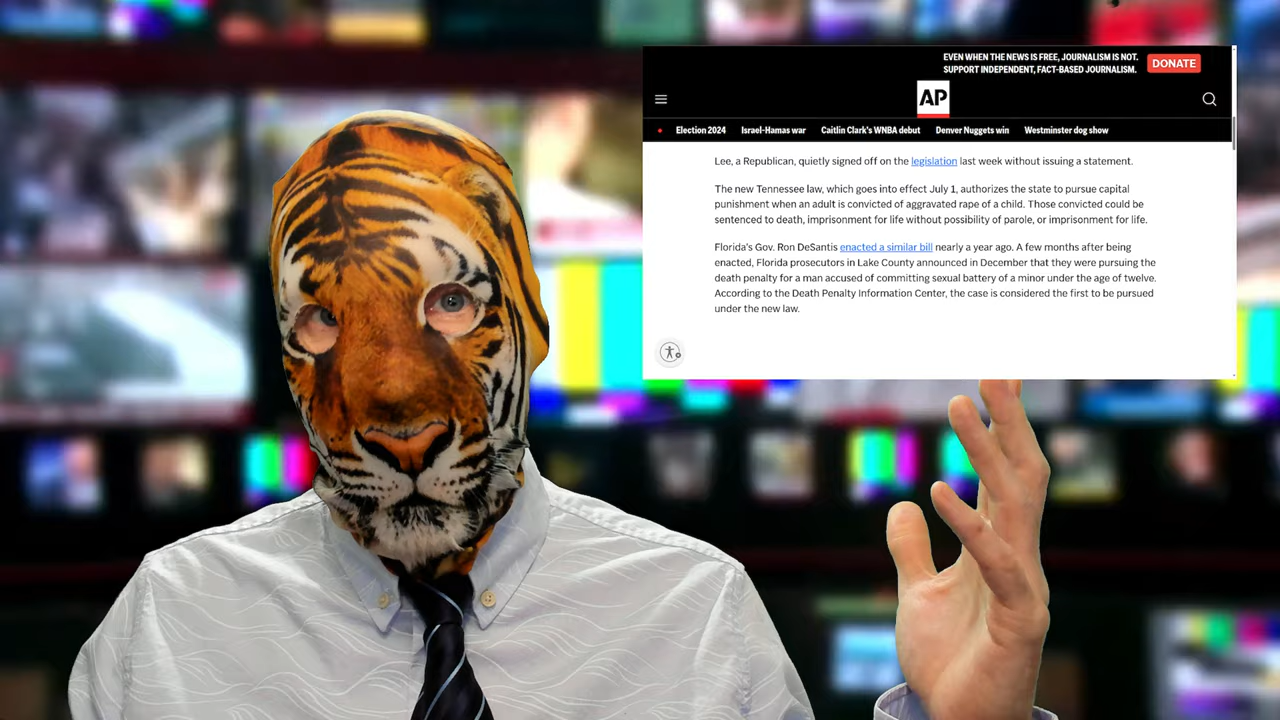 EVEN WHEN THE NEWS IS FREE, JOURNALISM IS NOT.
SUPPORT INDEPENDENT, FACT-BASED JOURNALISM.
DONATE
AP
Election 2024 Israel-Hamas war Caitlin Clark's WNBA debut Denver Nuggets win Westminster dog show
Lee, a Republican, quietly signed off on the legislation last week without issuing a statement.
The new Tennessee law, which goes into effect July 1, authorizes the state to pursue capital
punishment when an adult is convicted of aggravated rape of a child. Those convicted could be
sentenced to death, imprisonment for life without possibility of parole, or imprisonment for life.
Florida's Gov. Ron DeSantis enacted a similar bill nearly a year ago. A few months after being
enacted, Florida prosecutors in Lake County announced in December that they were pursuing the
death penalty for a man accused of committing sexual battery of a minor under the age of twelve.
According to the Death Penalty Information Center, the case is considered the first to be pursued
under the new law.